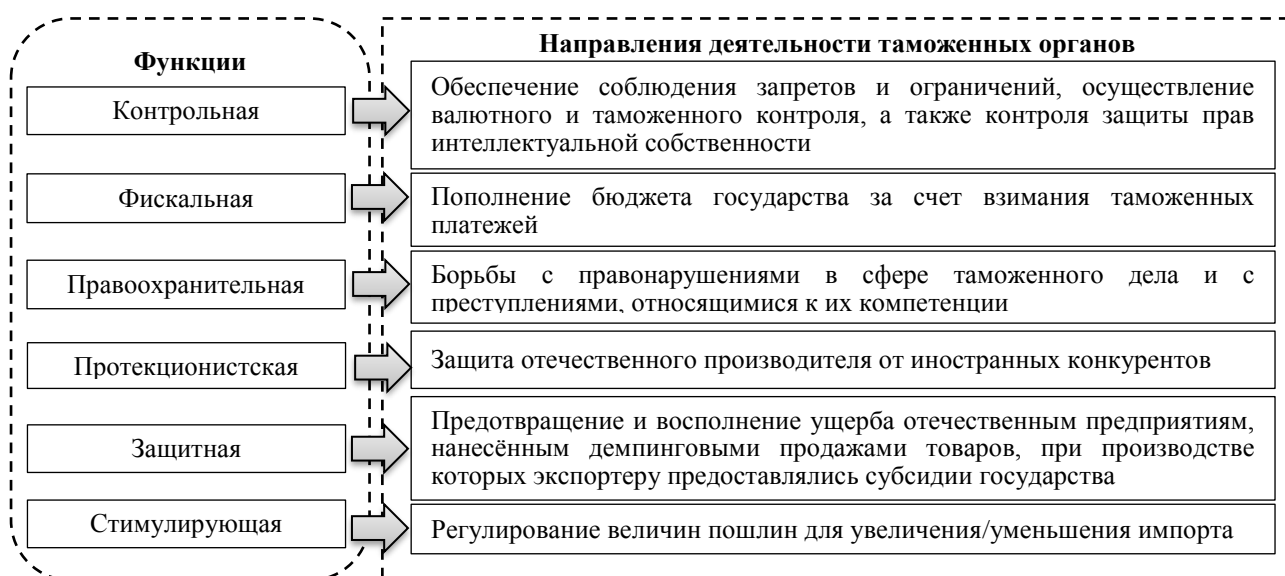 Функции
Направления деятельности таможенных органов
Контрольная
Обеспечение соблюдения запретов и ограничений, осуществление
валютного и таможенного контроля, а также контроля защиты прав
интеллектуальной собственности
Фискальная
Пополнение бюджета государства за счет взимания таможенных
платежей
Правоохранительная
Борьбы с правонарушениями в сфере таможенного дела и с
преступлениями, относящимися к их компетенции
Протекционистская
Защита отечественного производителя от иностранных конкурентов
Защитная
Предотвращение и восполнение ущерба отечественным предприятиям,
нанесённым демпинговыми продажами товаров, при производстве
которых экспортеру предоставлялись субсидии государства
Стимулирующая
Регулирование величин пошлин для увеличения/уменьшения импорта